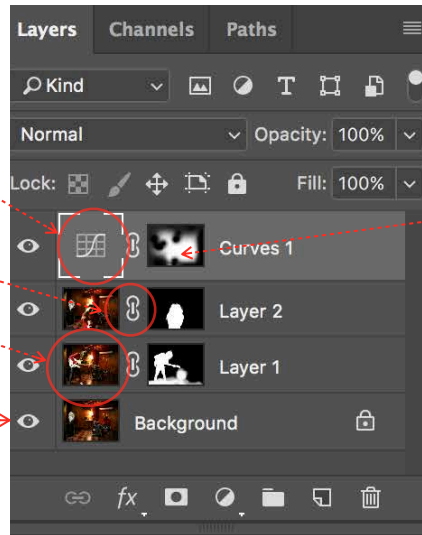 Layers Channels Paths
Kind T
Normal Opacity: 100%
Lock: Fill: 100%
Curves 1
Layer 2
Layer 1
Background
fx